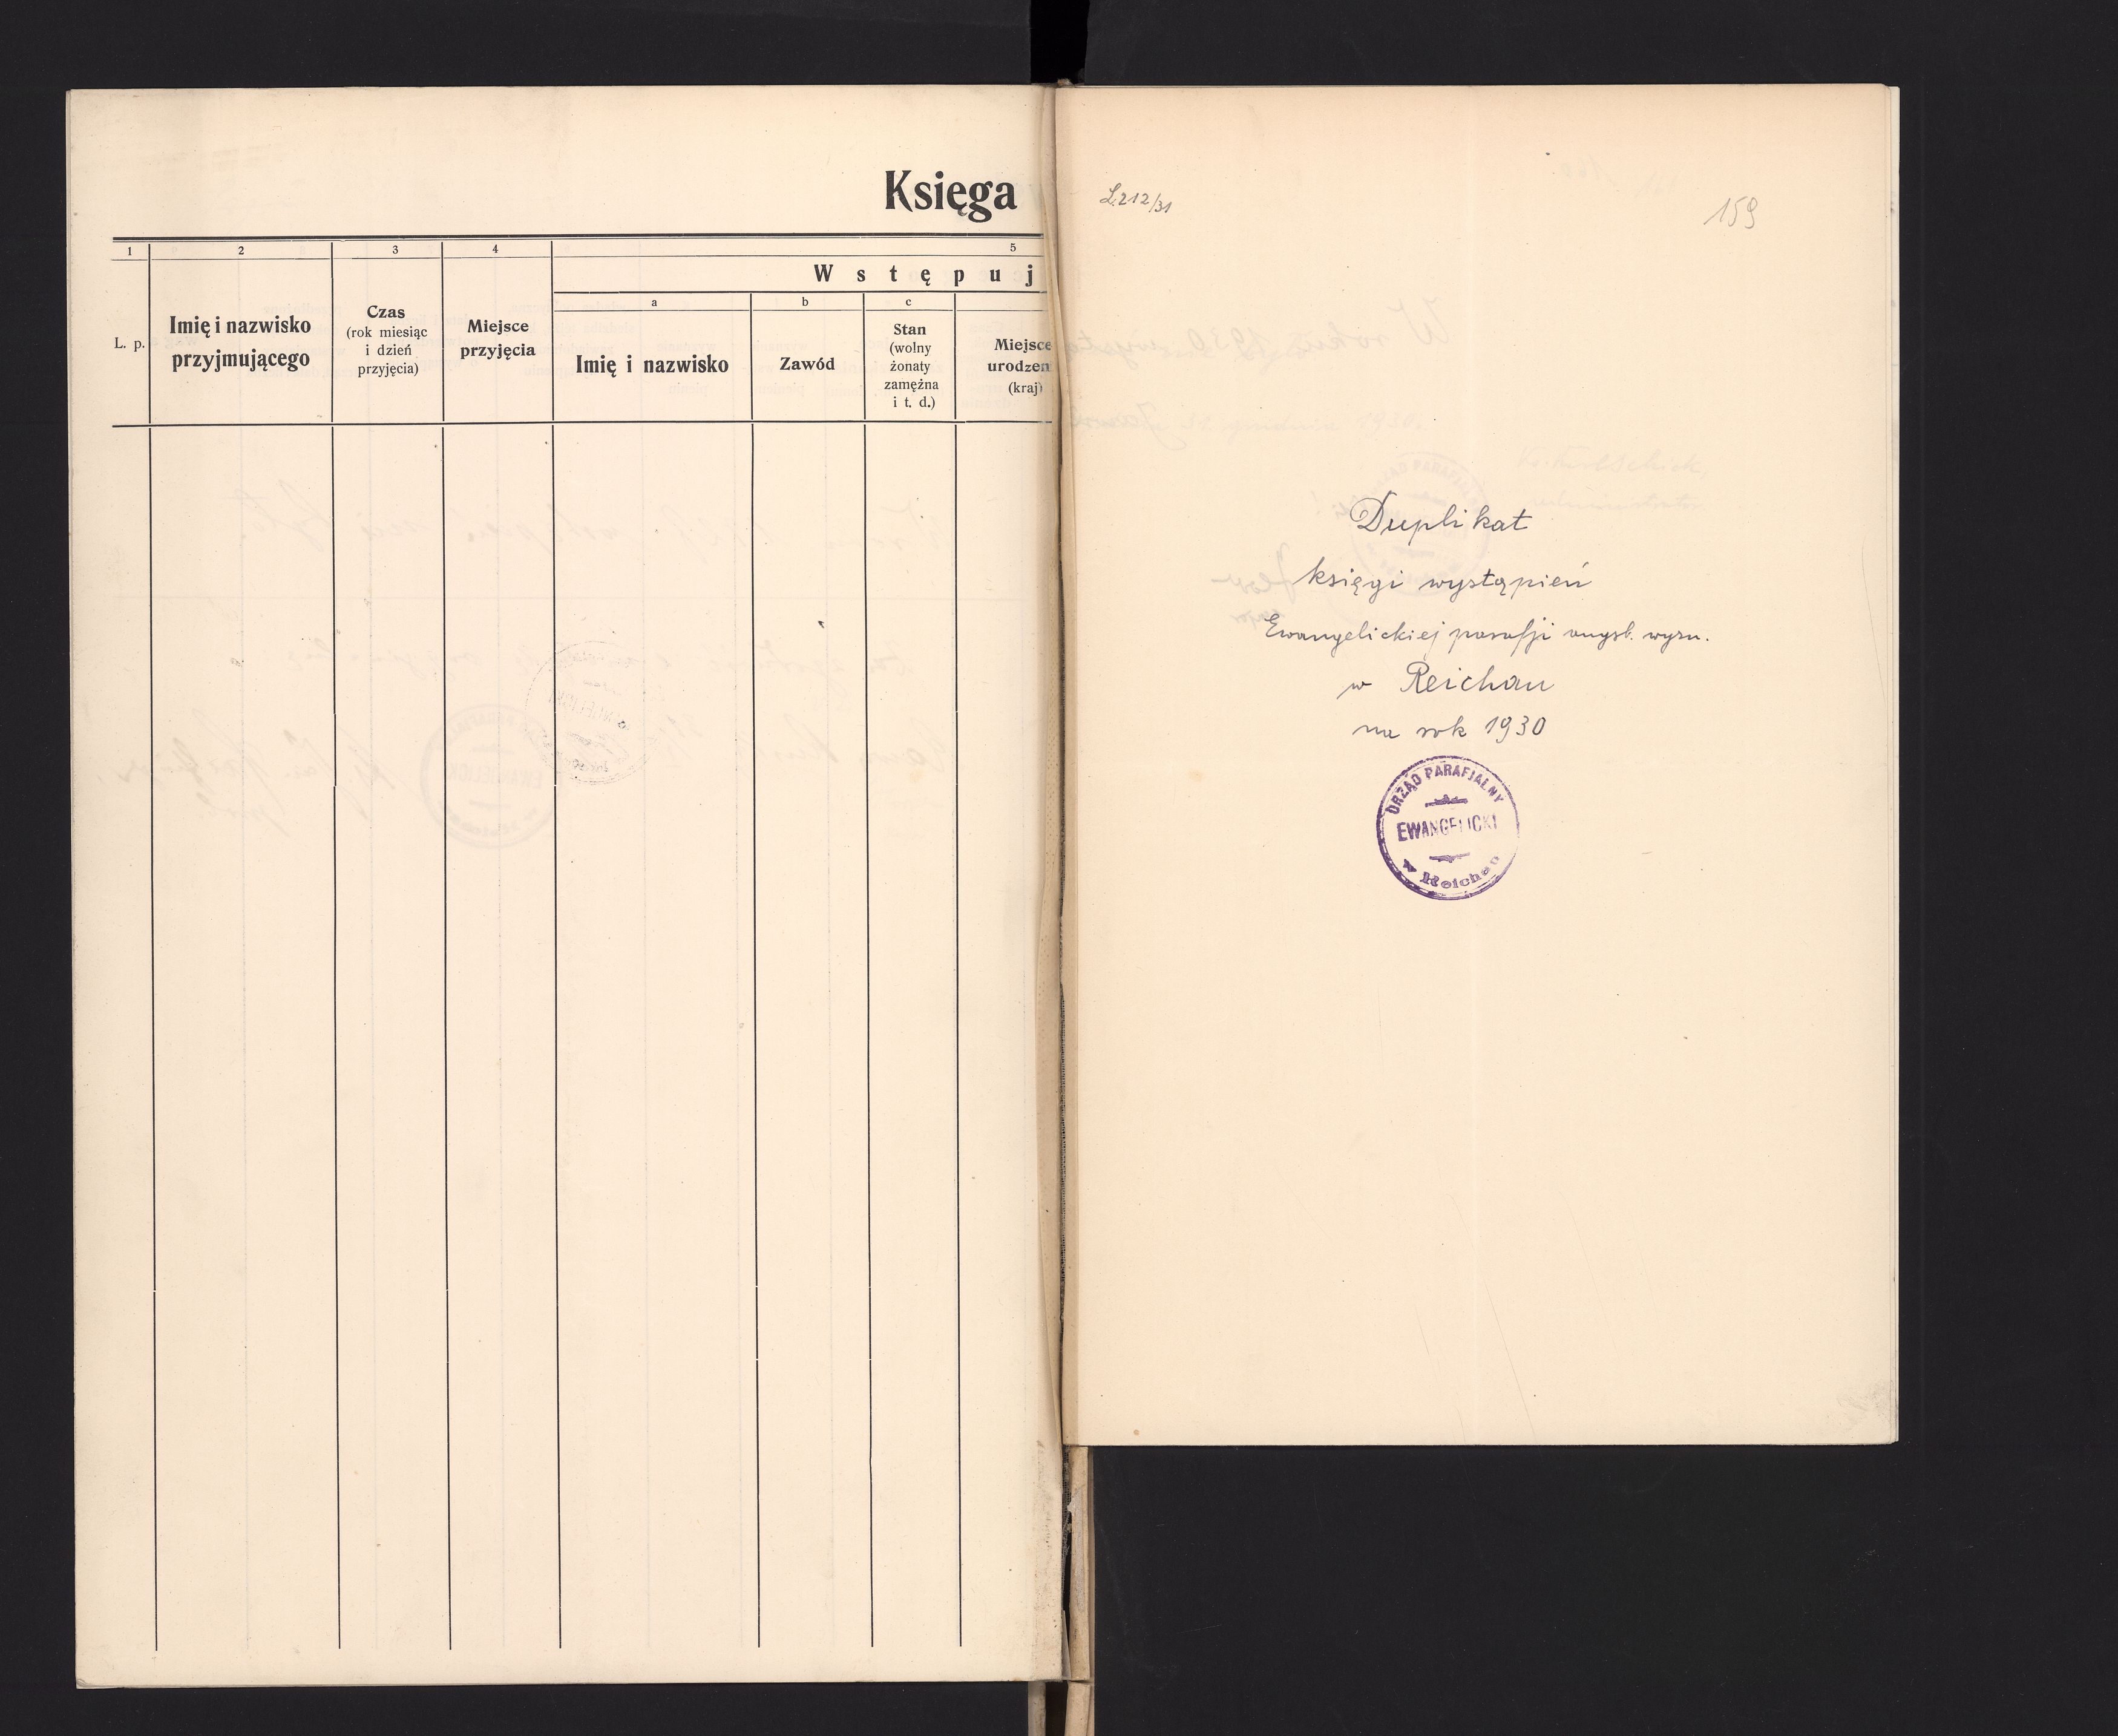 Księga
1 2 3 4 5
W s t ę p u j
a b c
L. p.
Imię i nazwisko
przyjmującego
Czas
(rok miesiąc
i dzień
przyjęcia)
Miejsce
przyjęcia
Imię i nazwisko
Zawód
Stan
(wolny
żonaty
zamężna
i t. d.)
Miejsce
urodzen
(kraj)
L.212/31
159
Duplikat
księgi wystąpień
Ewangelickiej parafji augsb. wyzn.
w Reichau
na rok 1930
URZĄD PARAFJALNY
EWANGELICKI
w Reichau